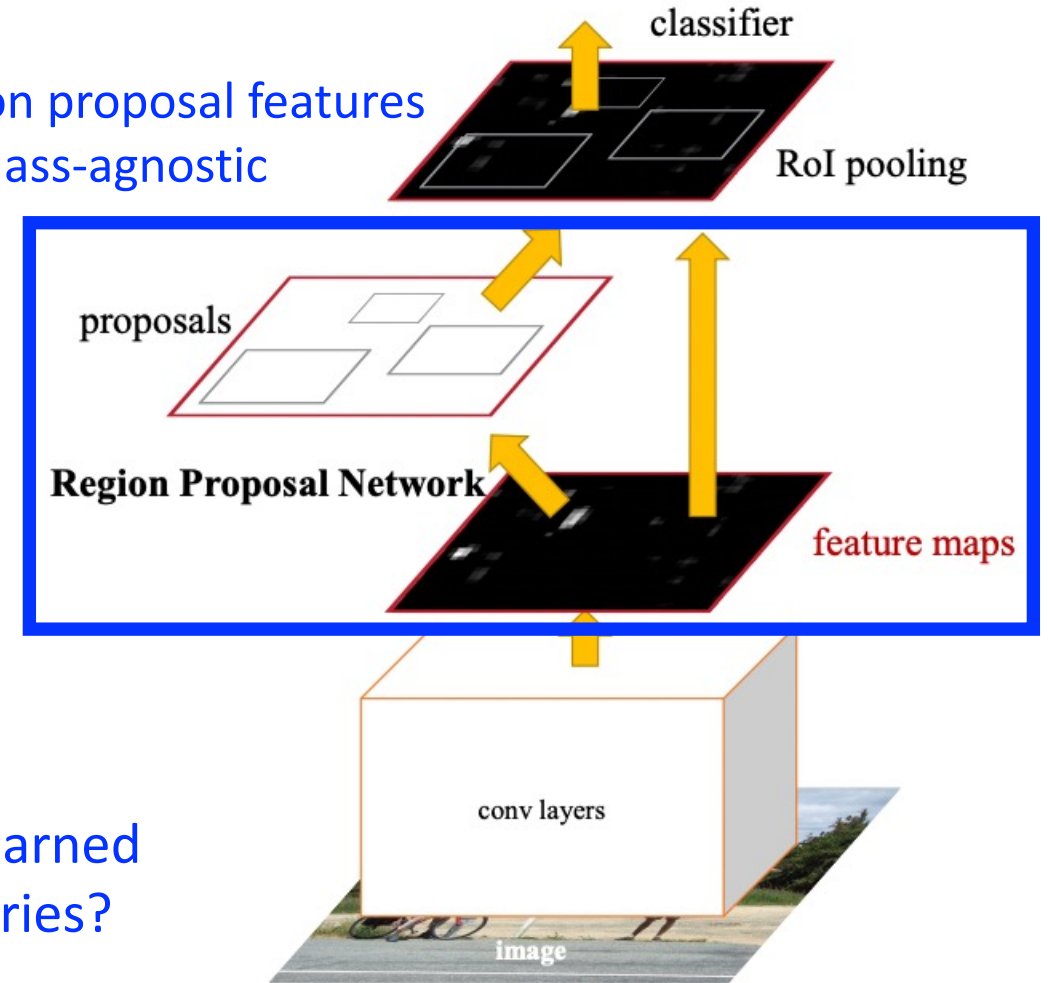 classifier
on proposal features
ass-agnostic
RoI pooling
proposals
Region Proposal Network
feature maps
conv layers
arned
ries?
image